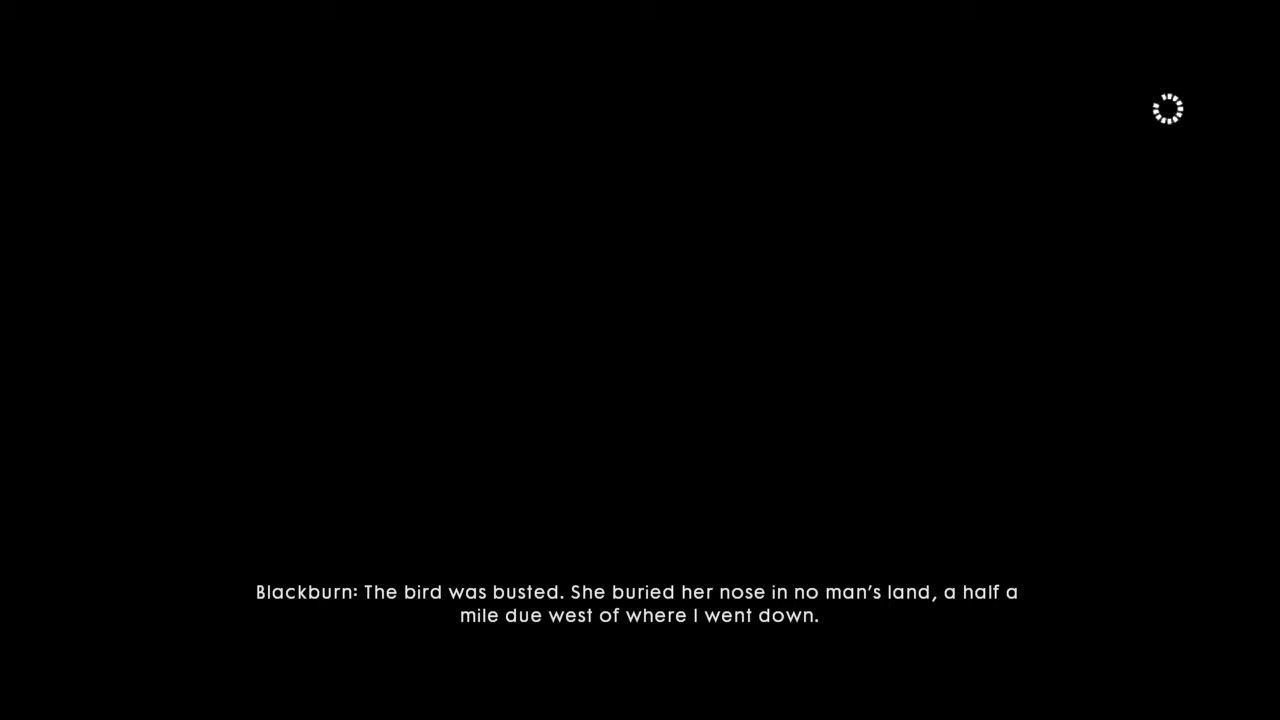 Blackburn: The bird was busted. She buried her nose in no man's land, a half a
mile due west of where I went down.